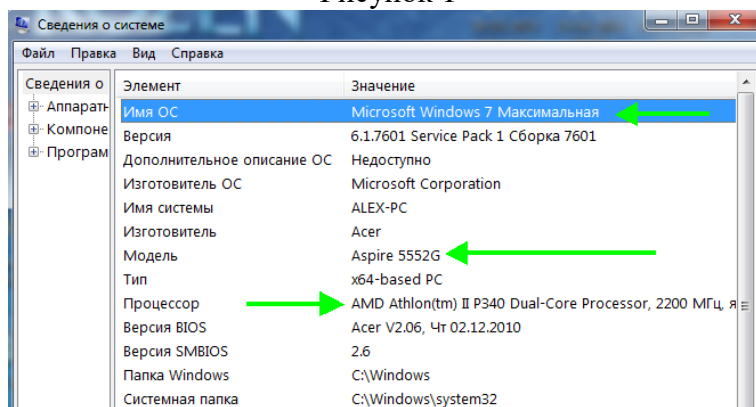 Рисунок 1
Сведения о системе
Файл Правка Вид Справка
Сведения о
Элемент Значение
Аппаратн
Имя ОС Microsoft Windows 7 Максимальная
Компоне
Версия 6.1.7601 Service Pack 1 Сборка 7601
Програм
Дополнительное описание ОС Недоступно
Изготовитель ОС Microsoft Corporation
Имя системы ALEX-PC
Изготовитель Acer
Модель Aspire 5552G
Тип x64-based PC
Процессор AMD Athlon(tm) II P340 Dual-Core Processor, 2200 МГц, я
Версия BIOS Acer V2.06, Чт 02.12.2010
Версия SMBIOS 2.6
Папка Windows C:\Windows
Системная папка C:\Windows\system32